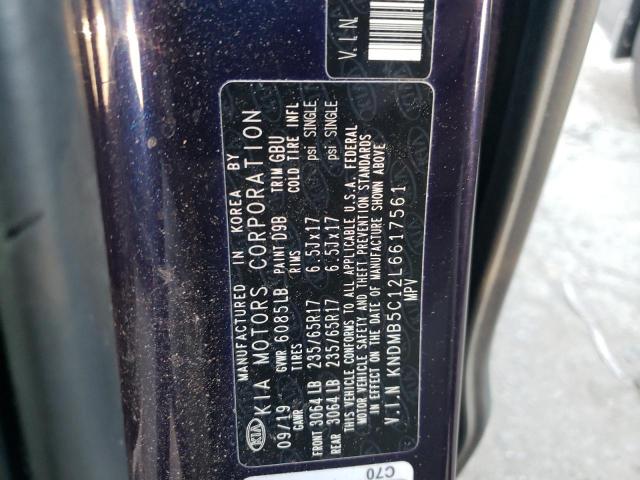 V.I.N.
MANUFACTURED IN KOREA BY
KIA KIA MOTORS CORPORATION
09/19 GVWR 6085LB PAINT D9B TRIM GBU
GAWR TIRES RIMS COLD TIRE INFL
FRONT 3064 LB 235/65R17 6.5Jx17 psi SINGLE
REAR 3064 LB 235/65R17 6.5Jx17 psi SINGLE
THIS VEHICLE CONFORMS TO ALL APPLICABLE U.S.A. FEDERAL
MOTOR VEHICLE SAFETY AND THEFT PREVENTION STANDARDS
IN EFFECT ON THE DATE OF MANUFACTURE SHOWN ABOVE
V.I.N KNDMB5C12L6617561
MPV
C70